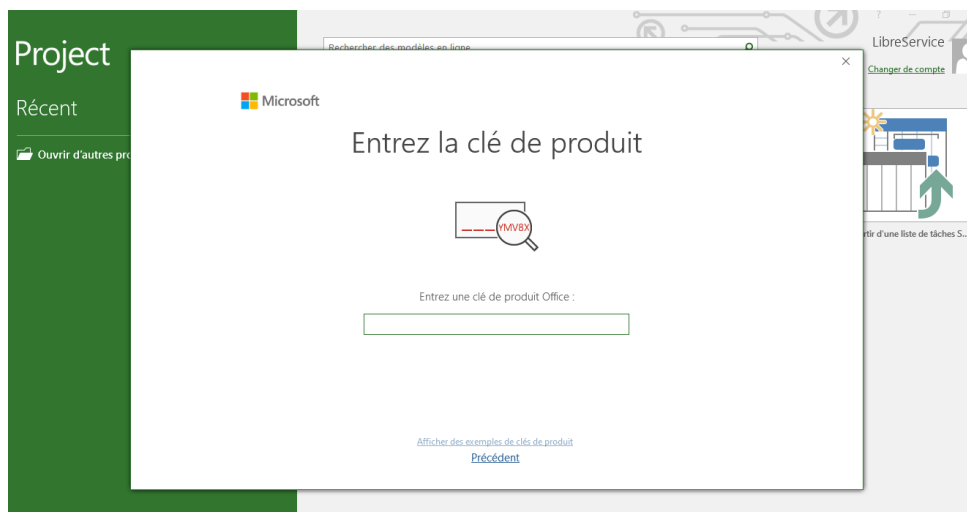 Project
Récent
Ouvrir d'autres pro
Rechercher des modèles en ligne
LibreService
Changer de compte
Microsoft
Entrez la clé de produit
YMV8X
Entrez une clé de produit Office :
Afficher des exemples de clés de produit
Précédent
rtir d'une liste de tâches S...